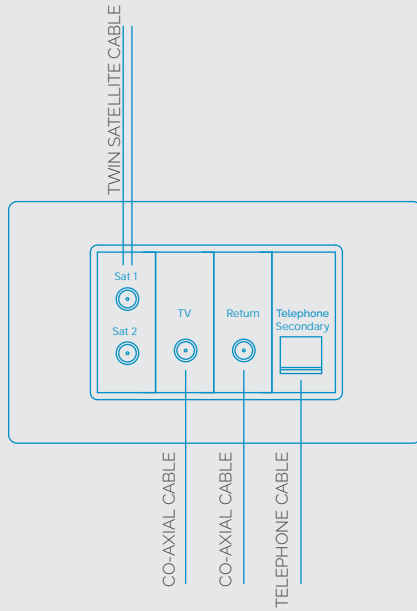 TWIN SATELLITE CABLE
Sat 1
Sat 2
TV
Return
Telephone
Secondary
CO-AXIAL CABLE
CO-AXIAL CABLE
TELEPHONE CABLE